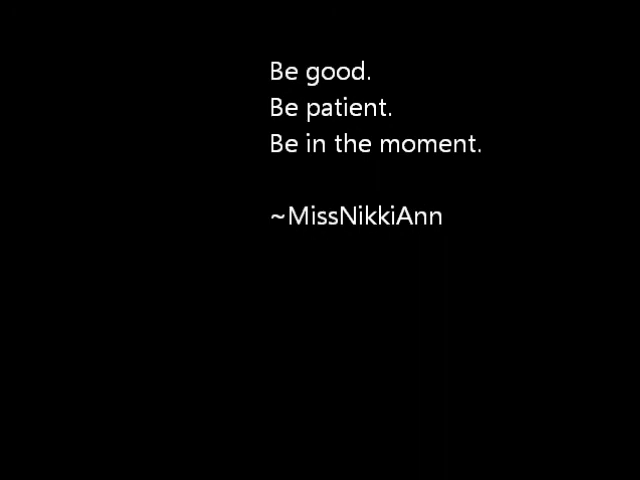 Be good.
Be patient.
Be in the moment.
~MissNikkiAnn